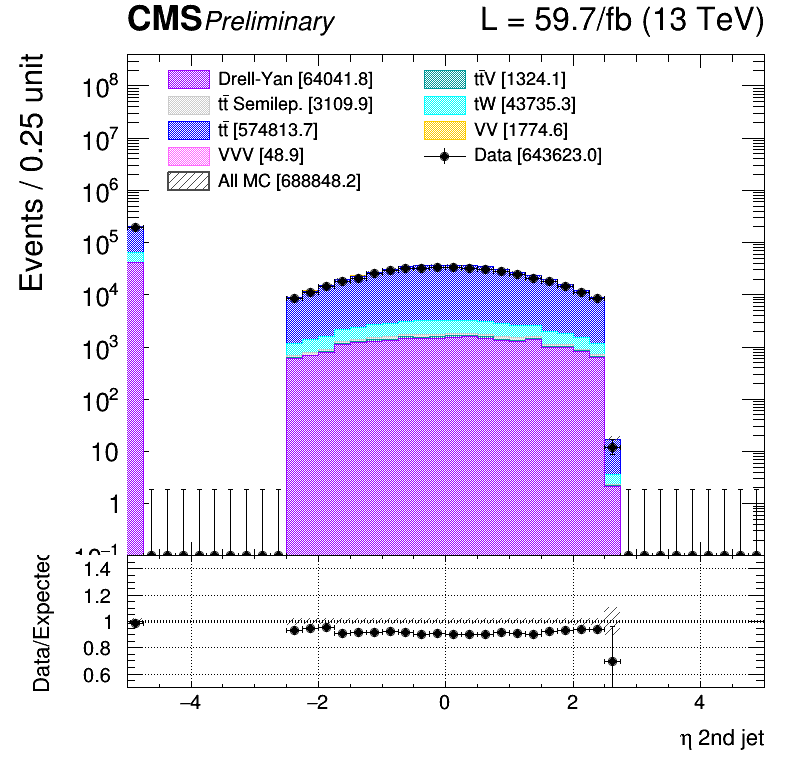 CMS Preliminary L = 59.7/fb (13 TeV)
Drell-Yan [64041.8] tt̄V [1324.1]
tt̄ Semilep. [3109.9] tW [43735.3]
tt̄ [574813.7] VV [1774.6]
VVV [48.9] Data [643623.0]
All MC [688848.2]
Events / 0.25 unit
10⁸
10⁷
10⁶
10⁵
10⁴
10³
10²
10
1
10⁻¹
Data/Expected
1.4
1.2
1
0.8
0.6
−4 −2 0 2 4
η 2nd jet